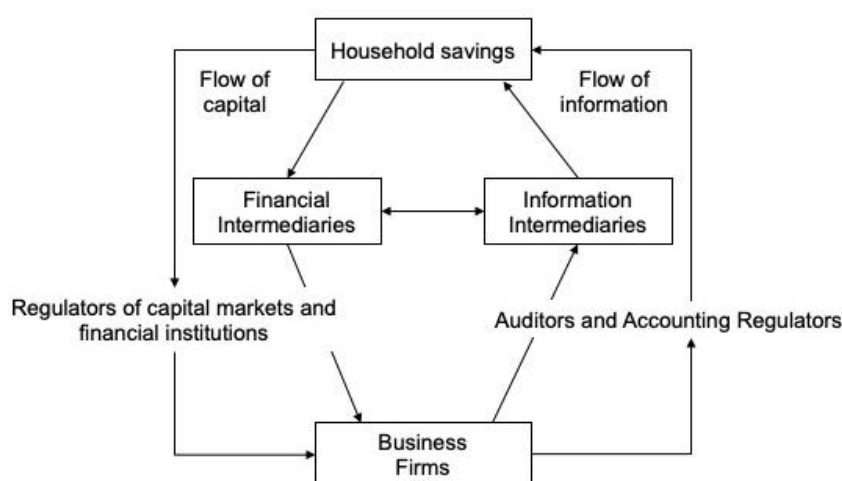 Household savings
Flow of
capital
Flow of
information
Financial
Intermediaries
Information
Intermediaries
Regulators of capital markets and
financial institutions
Auditors and Accounting Regulators
Business
Firms